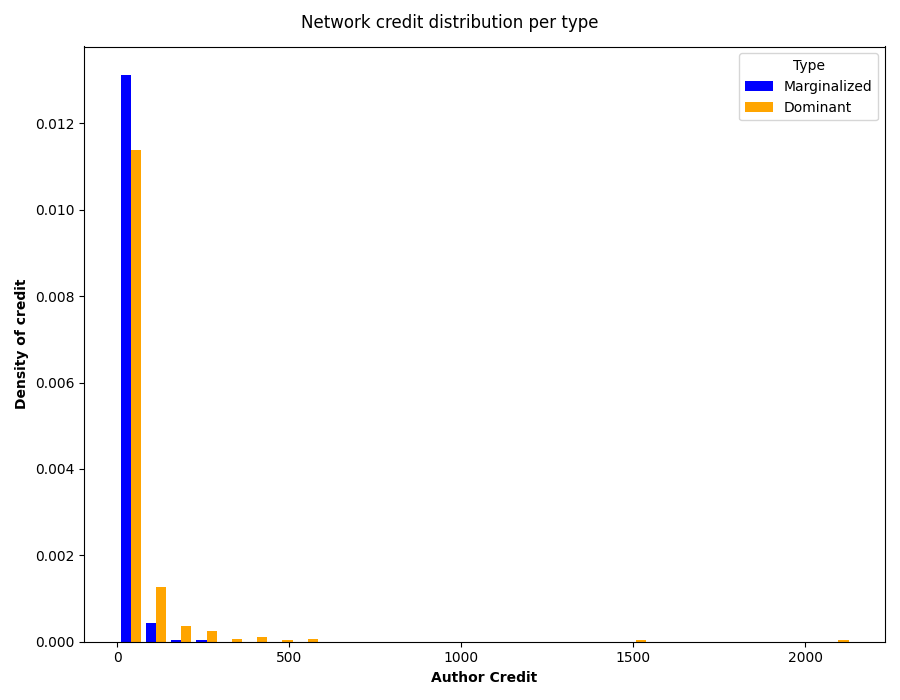 Network credit distribution per type
Type
Marginalized
Dominant
Density of credit
0.012
0.010
0.008
0.006
0.004
0.002
0.000
0
500
1000
1500
2000
Author Credit